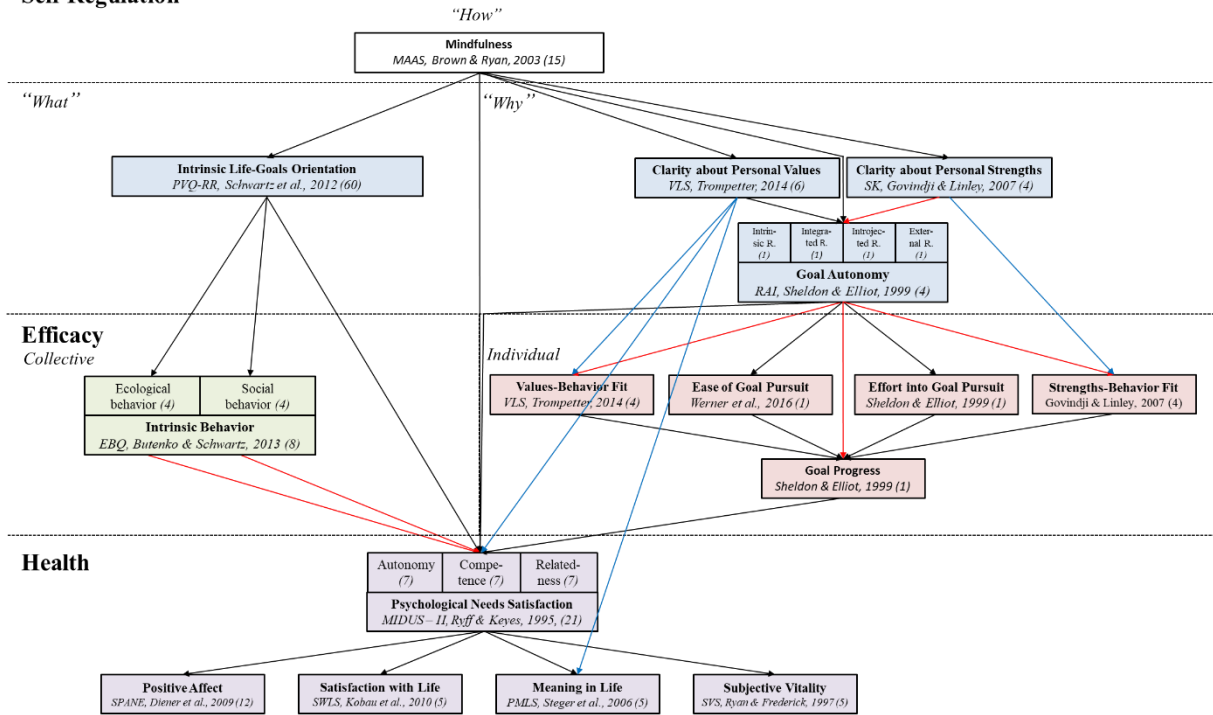 Self-Regulation
“How”
Mindfulness
MAAS, Brown & Ryan, 2003 (15)
“What”
“Why”
Intrinsic Life-Goals Orientation
PVQ-RR, Schwartz et al., 2012 (60)
Clarity about Personal Values
VLS, Trompetter, 2014 (6)
Clarity about Personal Strengths
SK, Govindji & Linley, 2007 (4)
Intrin-
sic R.
(1)
Integra-
ted R.
(1)
Introjec-
ted R.
(1)
Exter-
nal R.
(1)
Goal Autonomy
RAI, Sheldon & Elliot, 1999 (4)
Efficacy
Collective
Individual
Ecological
behavior (4)
Social
behavior (4)
Intrinsic Behavior
EBQ, Butenko & Schwartz, 2013 (8)
Values-Behavior Fit
VLS, Trompetter, 2014 (4)
Ease of Goal Pursuit
Werner et al., 2016 (1)
Effort into Goal Pursuit
Sheldon & Elliot, 1999 (1)
Strengths-Behavior Fit
Govindji & Linley, 2007 (4)
Goal Progress
Sheldon & Elliot, 1999 (1)
Health
Autonomy
(7)
Compe-
tence (7)
Related-
ness (7)
Psychological Needs Satisfaction
MIDUS – II, Ryff & Keyes, 1995, (21)
Positive Affect
SPANE, Diener et al., 2009 (12)
Satisfaction with Life
SWLS, Kobau et al., 2010 (5)
Meaning in Life
PMLS, Steger et al., 2006 (5)
Subjective Vitality
SVS, Ryan & Frederick, 1997 (5)